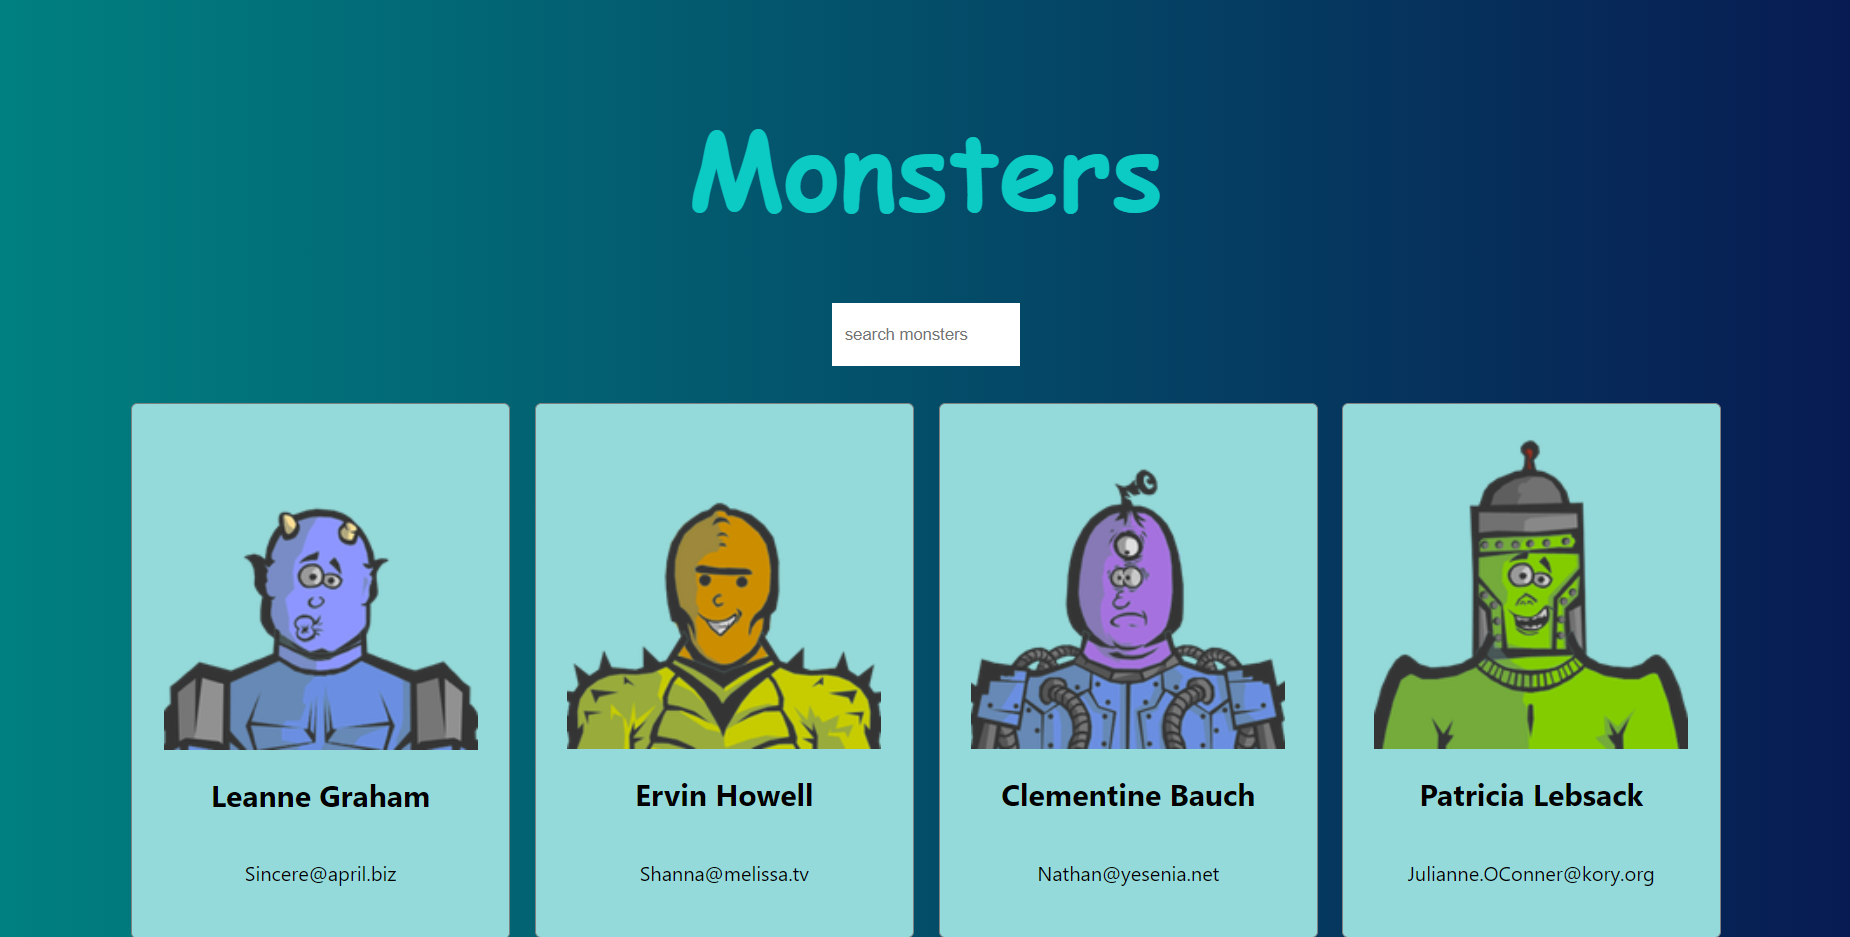 Monsters
search monsters
Leanne Graham
Ervin Howell
Clementine Bauch
Patricia Lebsack
Sincere@april.biz
Shanna@melissa.tv
Nathan@yesenia.net
Julianne.OConner@kory.org